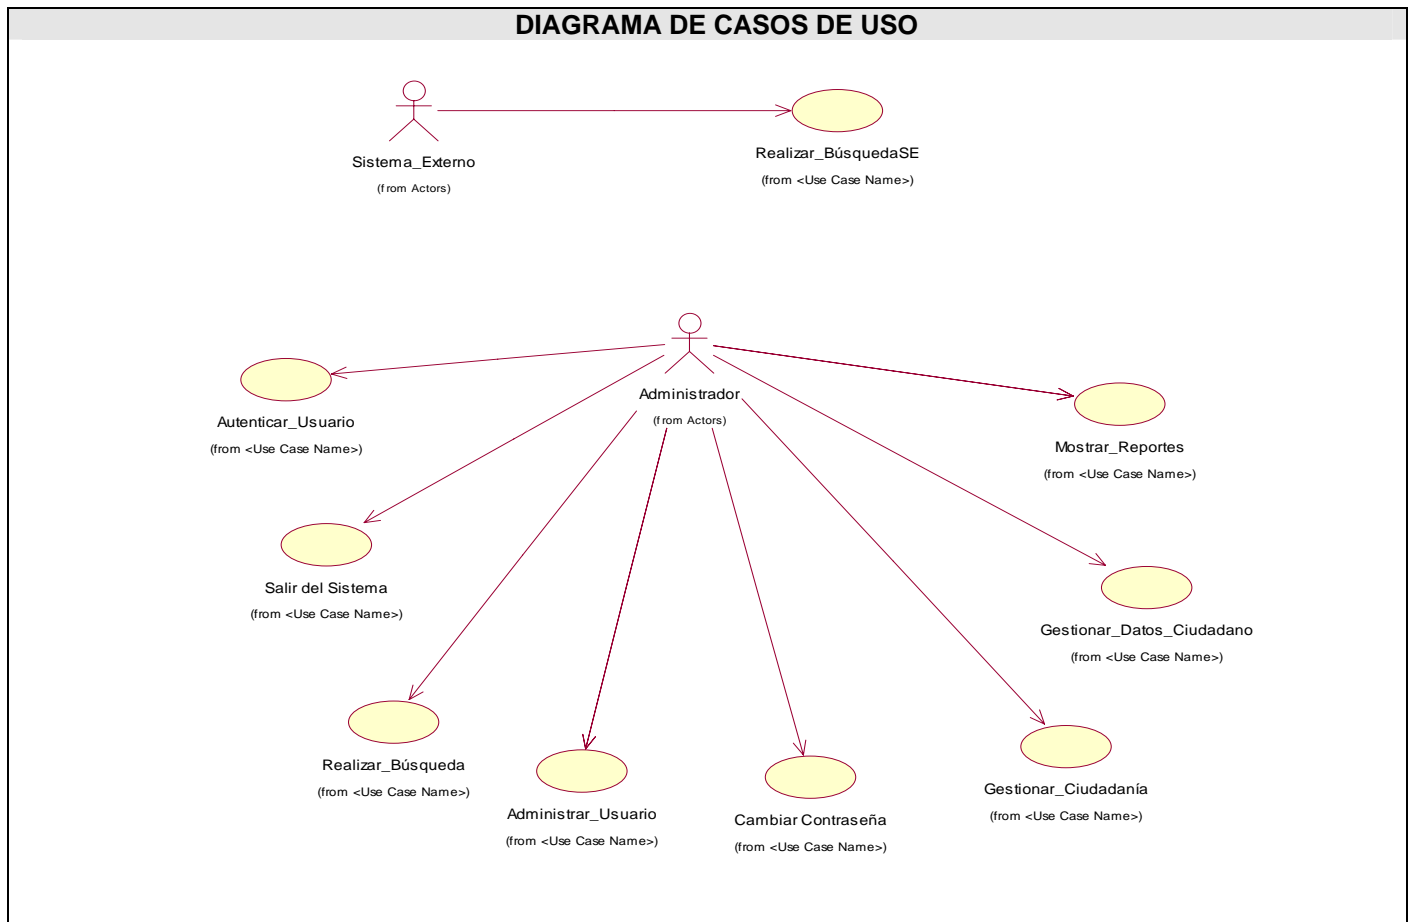 DIAGRAMA DE CASOS DE USO
Sistema_Externo
(from Actors)
Realizar_BúsquedaSE
(from <Use Case Name>)
Administrador
(from Actors)
Autenticar_Usuario
(from <Use Case Name>)
Mostrar_Reportes
(from <Use Case Name>)
Salir del Sistema
(from <Use Case Name>)
Gestionar_Datos_Ciudadano
(from <Use Case Name>)
Realizar_Búsqueda
(from <Use Case Name>)
Administrar_Usuario
(from <Use Case Name>)
Cambiar Contraseña
(from <Use Case Name>)
Gestionar_Ciudadanía
(from <Use Case Name>)